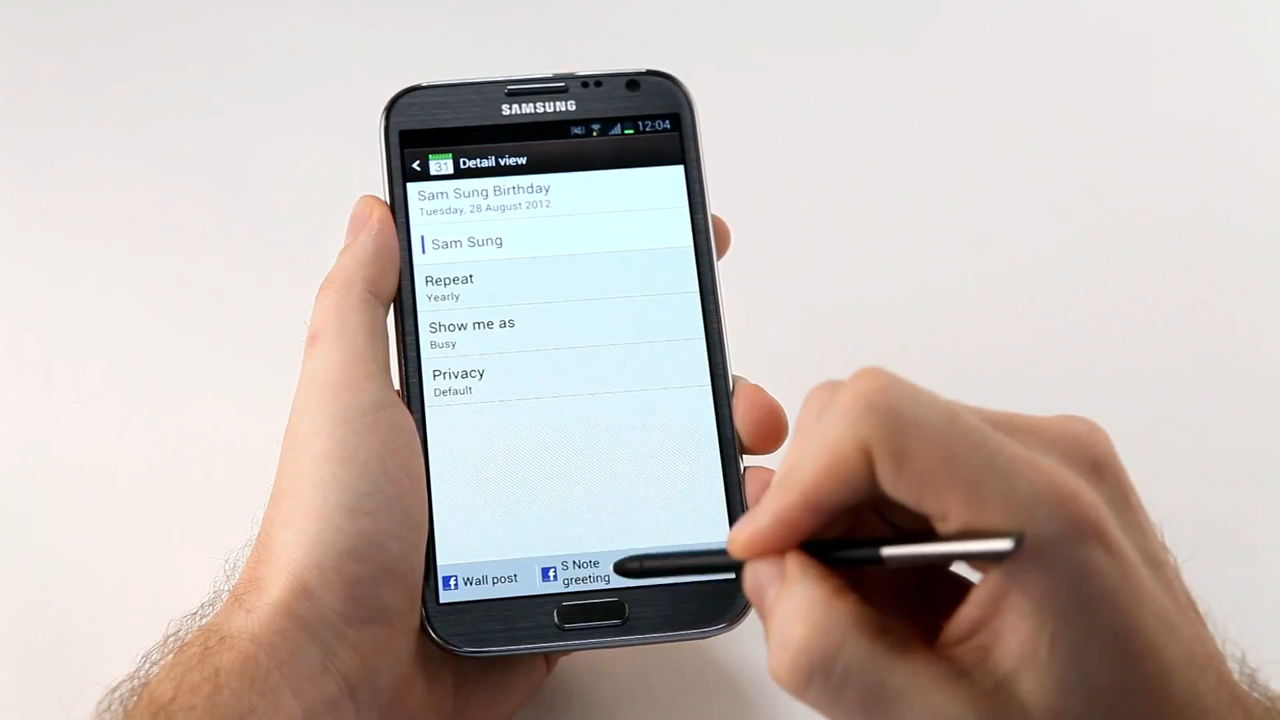 SAMSUNG
12:04
31 Detail view
Sam Sung Birthday
Tuesday, 28 August 2012
Sam Sung
Repeat
Yearly
Show me as
Busy
Privacy
Default
f Wall post
f S Note
greeting